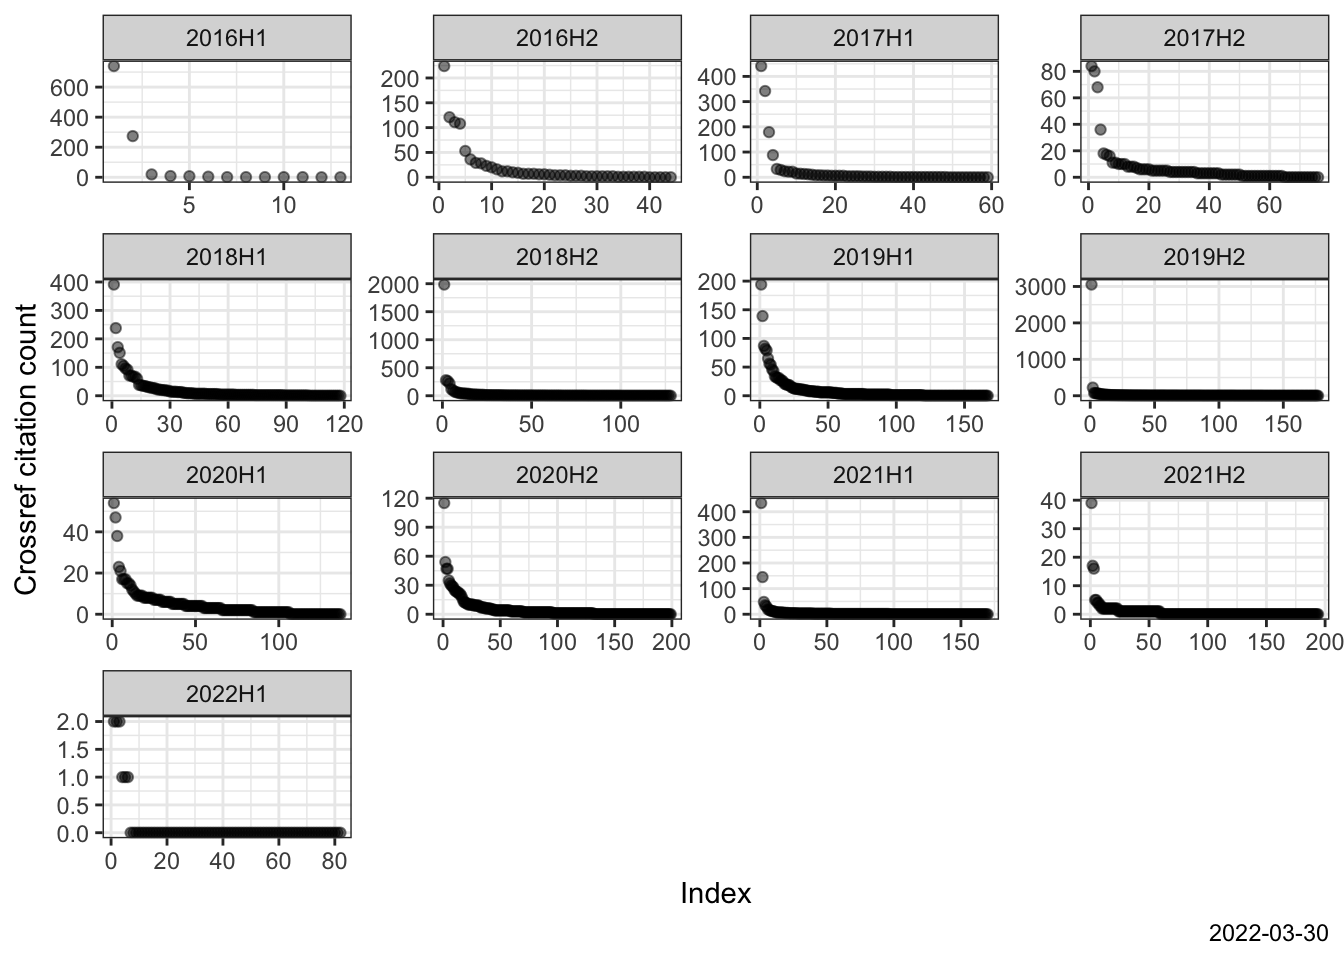 2016H1 2016H2 2017H1 2017H2
600 400 200 0
200 150 100 50 0
400 300 200 100 0
80 60 40 20 0
5 10
0 10 20 30 40
0 20 40 60
0 20 40 60
2018H1 2018H2 2019H1 2019H2
400 300 200 100 0
2000 1500 1000 500 0
200 150 100 50 0
3000 2000 1000 0
0 30 60 90 120
0 50 100
0 50 100 150
0 50 100 150
2020H1 2020H2 2021H1 2021H2
40 20 0
120 90 60 30 0
400 300 200 100 0
40 30 20 10 0
0 50 100
0 50 100 150 200
0 50 100 150
0 50 100 150 200
2022H1
2.0 1.5 1.0 0.5 0.0
0 20 40 60 80
Crossref citation count
Index
2022-03-30